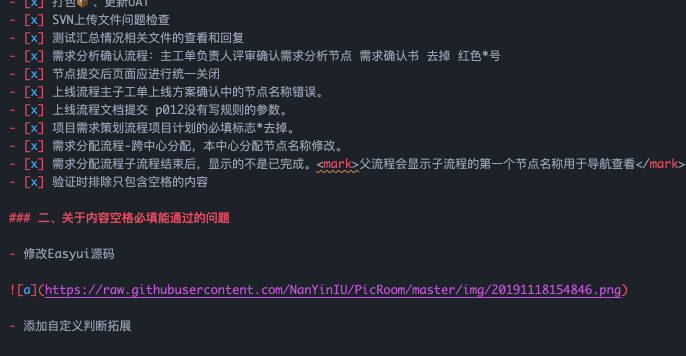 - [x] 打包📦、更新UAT
- [x] SVN上传文件问题检查
- [x] 测试汇总情况相关文件的查看和回复
- [x] 需求分析确认流程: 主工单负责人评审确认需求分析节点 需求确认书 去掉 红色*号
- [x] 节点提交后页面应进行统一关闭
- [x] 上线流程主子工单上线方案确认中的节点名称错误。
- [x] 上线流程文档提交 p012没有写规则的参数。
- [x] 项目需求策划流程项目计划的必填标志*去掉。
- [x] 需求分配流程-跨中心分配，本中心分配节点名称修改。
- [x] 需求分配流程子流程结束后，显示的不是已完成。<mark>父流程会显示子流程的第一个节点名称用于导航查看</mark>
- [x] 验证时排除只包含空格的内容
### 二、关于内容空格必填能通过的问题
- 修改Easyui源码
![a](https://raw.githubusercontent.com/NanYinIU/PicRoom/master/img/20191118154846.png)
- 添加自定义判断拓展